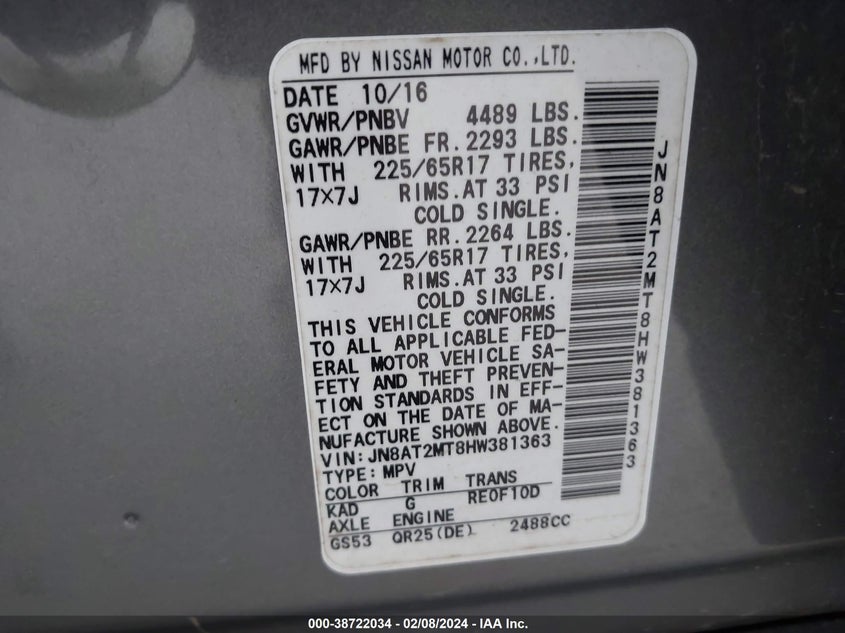 MFD BY NISSAN MOTOR CO.,LTD.
DATE 10/16
GVWR/PNBV 4489 LBS.
GAWR/PNBE FR.2293 LBS.
WITH 225/65R17 TIRES,
17×7J RIMS.AT 33 PSI
COLD SINGLE.
GAWR/PNBE RR.2264 LBS.
WITH 225/65R17 TIRES,
17×7J RIMS.AT 33 PSI
COLD SINGLE.
THIS VEHICLE CONFORMS
TO ALL APPLICABLE FED-
ERAL MOTOR VEHICLE SA-
FETY AND THEFT PREVEN-
TION STANDARDS IN EFF-
ECT ON THE DATE OF MA-
NUFACTURE SHOWN ABOVE.
VIN:JN8AT2MT8HW381363
TYPE:MPV
COLOR TRIM TRANS
KAD G RE0F10D
AXLE ENGINE
GS53 QR25(DE) 2488CC
JN8AT2MT8HW381363
000-38722034 — 02/08/2024 — IAA Inc.